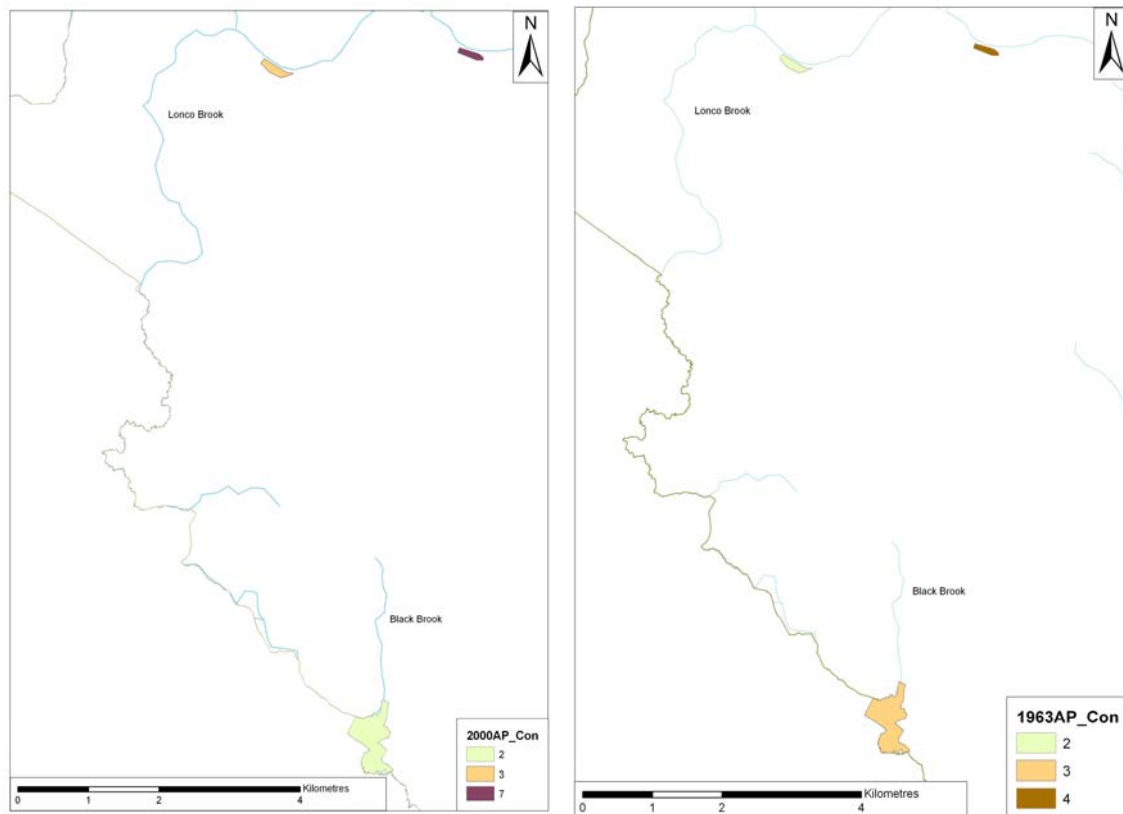 N
Lonco Brook
Black Brook
2000AP_Con
2
3
7
Kilometres
0 1 2 4
N
Lonco Brook
Black Brook
1963AP_Con
2
3
4
Kilometres
0 1 2 4